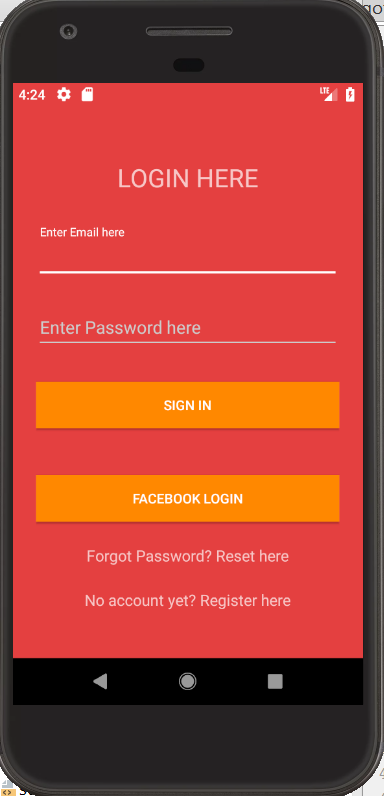 4:24
LTE
LOGIN HERE
Enter Email here
Enter Password here
SIGN IN
FACEBOOK LOGIN
Forgot Password? Reset here
No account yet? Register here